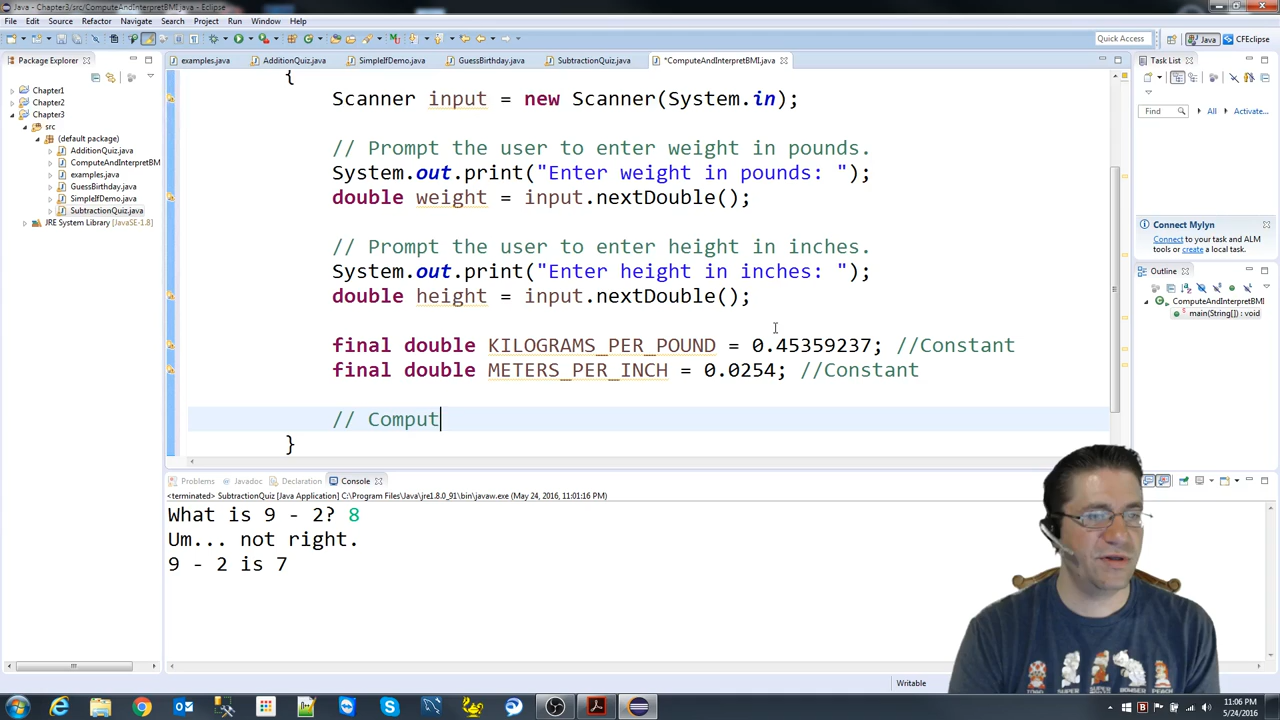 Java - Chapter3/src/ComputeAndInterpretBMI.java - Eclipse
File Edit Source Refactor Navigate Search Project Run Window Help
Quick Access
Java
CFEclipse
Package Explorer
examples.java
AdditionQuiz.java
SimpleIfDemo.java
GuessBirthday.java
SubtractionQuiz.java
*ComputeAndInterpretBMI.java
Task List
Chapter1
Chapter2
Chapter3
src
(default package)
AdditionQuiz.java
ComputeAndInterpretBM
examples.java
GuessBirthday.java
SimpleIfDemo.java
SubtractionQuiz.java
JRE System Library [JavaSE-1.8]
{
Scanner input = new Scanner(System.in);
// Prompt the user to enter weight in pounds.
System.out.print("Enter weight in pounds: ");
double weight = input.nextDouble();
// Prompt the user to enter height in inches.
System.out.print("Enter height in inches: ");
double height = input.nextDouble();
final double KILOGRAMS_PER_POUND = 0.45359237; //Constant
final double METERS_PER_INCH = 0.0254; //Constant
// Comput
}
Find
All
Activate...
Connect Mylyn
Connect to your task and ALM
tools or create a local task.
Outline
ComputeAndInterpretBMI
main(String[]) : void
Problems
Javadoc
Declaration
Console
<terminated> SubtractionQuiz [Java Application] C:\Program Files\Java\jre1.8.0_91\bin\javaw.exe (May 24, 2016, 11:01:16 PM)
What is 9 - 2? 8
Um... not right.
9 - 2 is 7
Writable
11:06 PM
5/24/2016